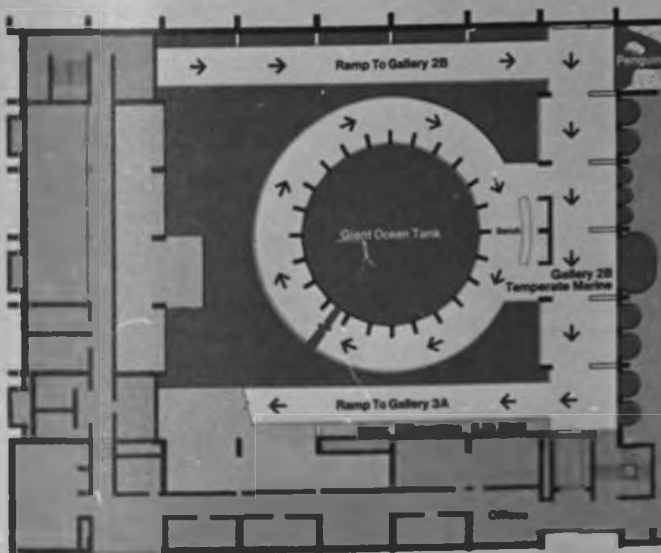 Ramp To Gallery 2B
Penguin
Giant Ocean Tank
Bench
Gallery 2B
Temperate Marine
Ramp To Gallery 3A
Offices